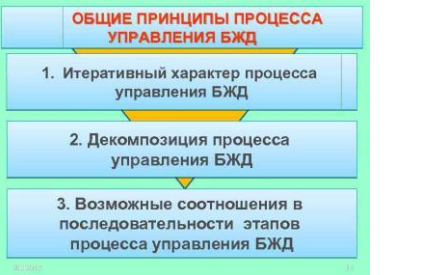 ОБЩИЕ ПРИНЦИПЫ ПРОЦЕССА
УПРАВЛЕНИЯ БЖД
1. Итеративный характер процесса
управления БЖД
2. Декомпозиция процесса
управления БЖД
3. Возможные соотношения в
последовательности этапов
процесса управления БЖД